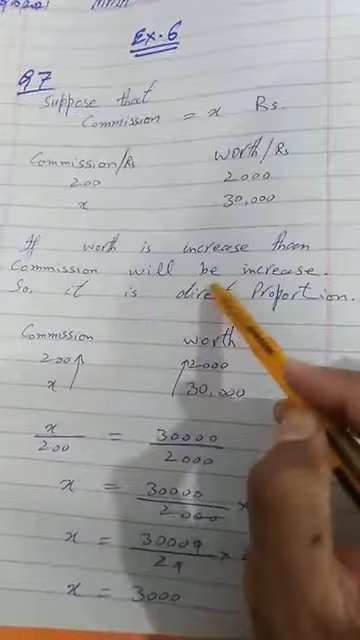 Ex.6
Q7
Suppose that
Commission = x Rs.
Commission/Rs worth/Rs
200 2000
x 30,000
If worth is increase than
Commission will be increase.
So, it is direct Proportion.
Commission worth
200 2000
x 30,000
x/200 = 30000/2000
x = 30000/2000 ×
x = 30000/20 ×
x = 3000